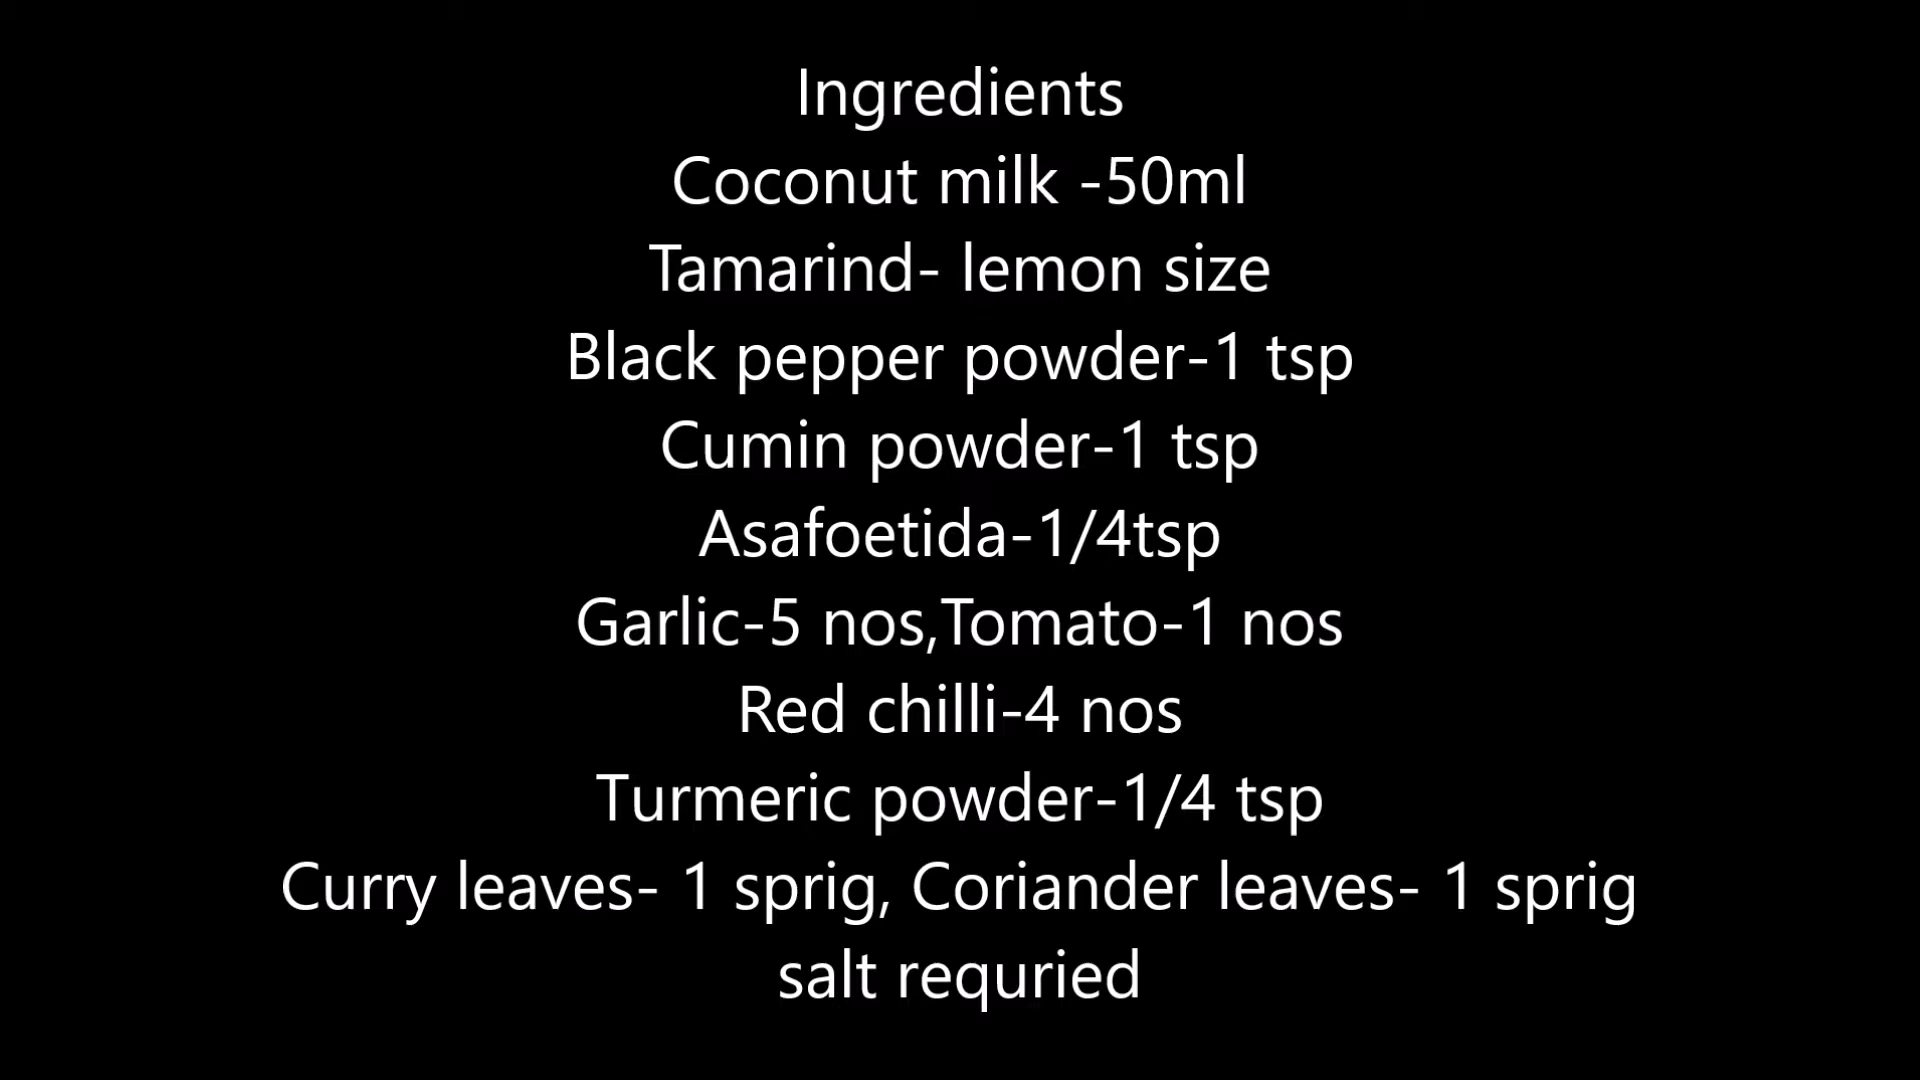 Ingredients
Coconut milk -50ml
Tamarind- lemon size
Black pepper powder-1 tsp
Cumin powder-1 tsp
Asafoetida-1/4tsp
Garlic-5 nos,Tomato-1 nos
Red chilli-4 nos
Turmeric powder-1/4 tsp
Curry leaves- 1 sprig, Coriander leaves- 1 sprig
salt requried